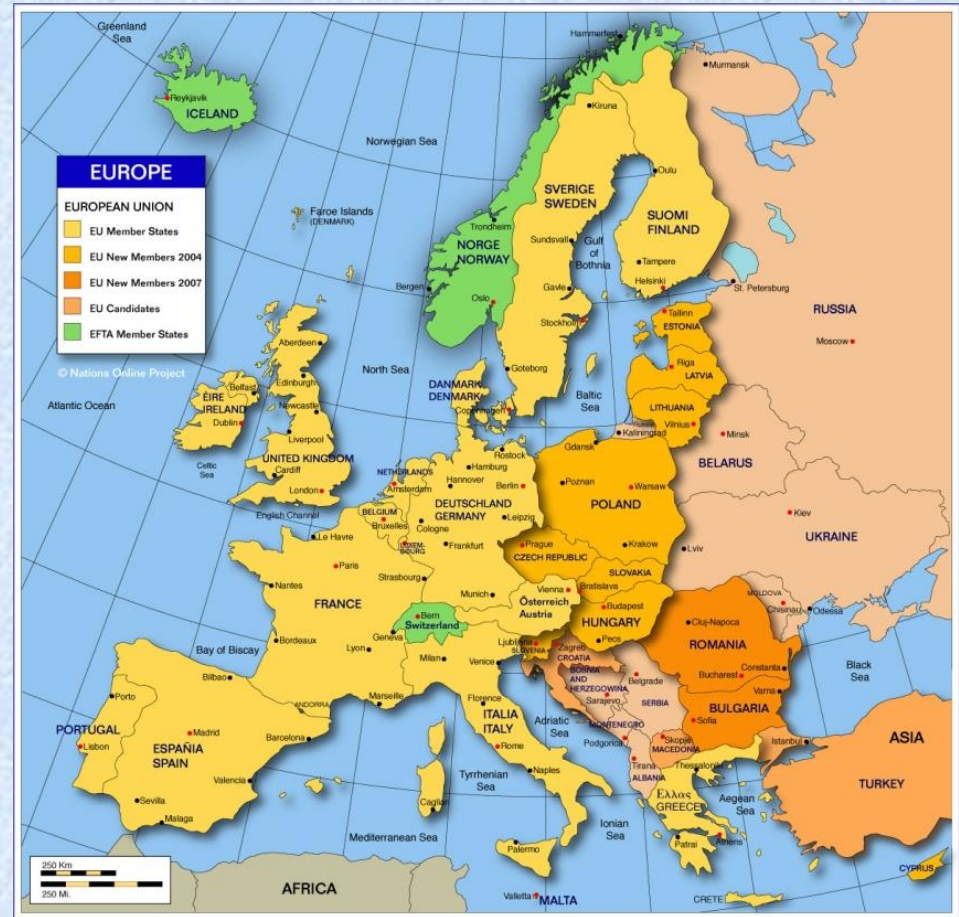 Greenland
Sea
Hammerfest
Murmansk
Reykjavik
ICELAND
Kiruna
Norwegian Sea
EUROPE
EUROPEAN UNION
EU Member States
EU New Members 2004
EU New Members 2007
EU Candidates
EFTA Member States
© Nations Online Project
Oulu
SVERIGE
SWEDEN
SUOMI
FINLAND
Faroe Islands
(DENMARK)
Trondheim
NORGE
NORWAY
Sundsvall
Gulf
of
Bothnia
Tampere
Helsinki
St. Petersburg
Bergen
Oslo
Gavle
Stockholm
Tallinn
ESTONIA
RUSSIA
Moscow
Aberdeen
North Sea
Goteborg
Riga
LATVIA
Atlantic Ocean
Edinburgh
Belfast
ÉIRE
IRELAND
Dublin
Newcastle
Liverpool
DANMARK
DENMARK
Copenhagen
Baltic
Sea
LITHUANIA
Vilnius
Russia
Kaliningrad
Minsk
BELARUS
Celtic
Sea
UNITED KINGDOM
Cardiff
London
English Channel
NETHERLANDS
Amsterdam
Rostock
Hamburg
Hannover
Berlin
Gdansk
Poznan
Warsaw
POLAND
DEUTSCHLAND
GERMANY
BELGIUM
Bruxelles
Cologne
Leipzig
Kiev
UKRAINE
Le Havre
LUXEM-
BOURG
Frankfurt
Prague
CZECH REPUBLIC
Krakow
Lviv
Paris
Strasbourg
SLOVAKIA
Nantes
FRANCE
Munich
Vienna
Bratislava
Österreich
Austria
Budapest
HUNGARY
MOLDOVA
Chisinau
Odessa
Bern
Switzerland
Geneva
Cluj-Napoca
ROMANIA
Bay of Biscay
Bordeaux
Lyon
Milan
Venice
Ljubljana
SLOVENIA
Zagreb
CROATIA
Pecs
Bucharest
Constanta
Black
Sea
Bilbao
Marseille
Florence
BOSNIA
AND
HERZEGOWINA
Sarajevo
Belgrade
SERBIA
Varna
BULGARIA
Sofia
Porto
ANDORRA
ITALIA
ITALY
Adriatic
Sea
MONTENEGRO
Podgorica
Skopje
MACEDONIA
Istanbul
ASIA
PORTUGAL
Lisbon
Madrid
ESPAÑIA
SPAIN
Barcelona
Rome
Tirana
ALBANIA
Thessaloniki
TURKEY
Valencia
Naples
Tyrrhenian
Sea
Ελλας
GREECE
Aegean
Sea
Sevilla
Malaga
Cagliari
Ionian
Sea
Mediterranean Sea
Palermo
Patrai
Athens
250 Km
250 Mi.
AFRICA
Valletta
MALTA
CRETE
CYPRUS